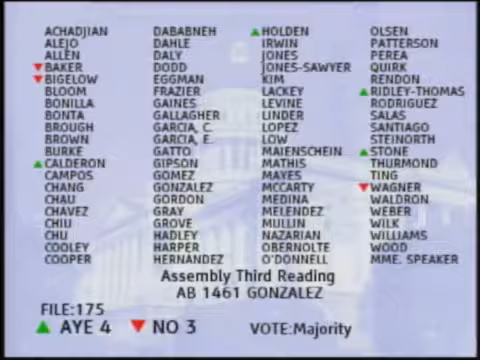 ACHADJIAN DABABNEH ▲HOLDEN OLSEN
ALEJO DAHLE IRWIN PATTERSON
ALLEN DALY JONES PEREA
▼BAKER DODD JONES-SAWYER QUIRK
▼BIGELOW EGGMAN KIM RENDON
BLOOM FRAZIER LACKEY ▲RIDLEY-THOMAS
BONILLA GAINES LEVINE RODRIGUEZ
BONTA GALLAGHER LINDER SALAS
BROUGH GARCIA, C. LOPEZ SANTIAGO
BROWN GARCIA, E. LOW STEINORTH
BURKE GATTO MAIENSCHEIN ▲STONE
▲CALDERON GIPSON MATHIS THURMOND
CAMPOS GOMEZ MAYES TING
CHANG GONZALEZ MCCARTY ▼WAGNER
CHAU GORDON MEDINA WALDRON
CHAVEZ GRAY MELENDEZ WEBER
CHIU GROVE MULLIN WILK
CHU HADLEY NAZARIAN WILLIAMS
COOLEY HARPER OBERNOLTE WOOD
COOPER HERNANDEZ O'DONNELL MME. SPEAKER
Assembly Third Reading
AB 1461 GONZALEZ
FILE:175
▲ AYE 4 ▼ NO 3 VOTE:Majority